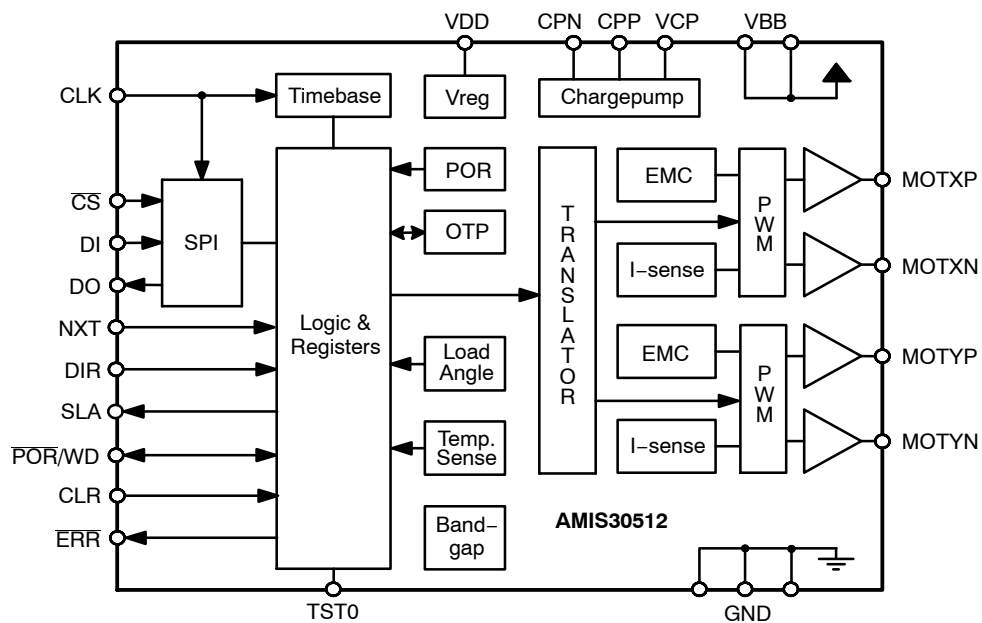 VDD CPN CPP VCP VBB
CLK Timebase Vreg Chargepump
CS
DI
DO
SPI
NXT
DIR
SLA
POR/WD
CLR
ERR
Logic &
Registers
POR
OTP
Load
Angle
Temp.
Sense
Band-
gap
TRANSLATOR
EMC
I-sense
PWM
EMC
I-sense
PWM
MOTXP
MOTXN
MOTYP
MOTYN
AMIS30512
TST0 GND